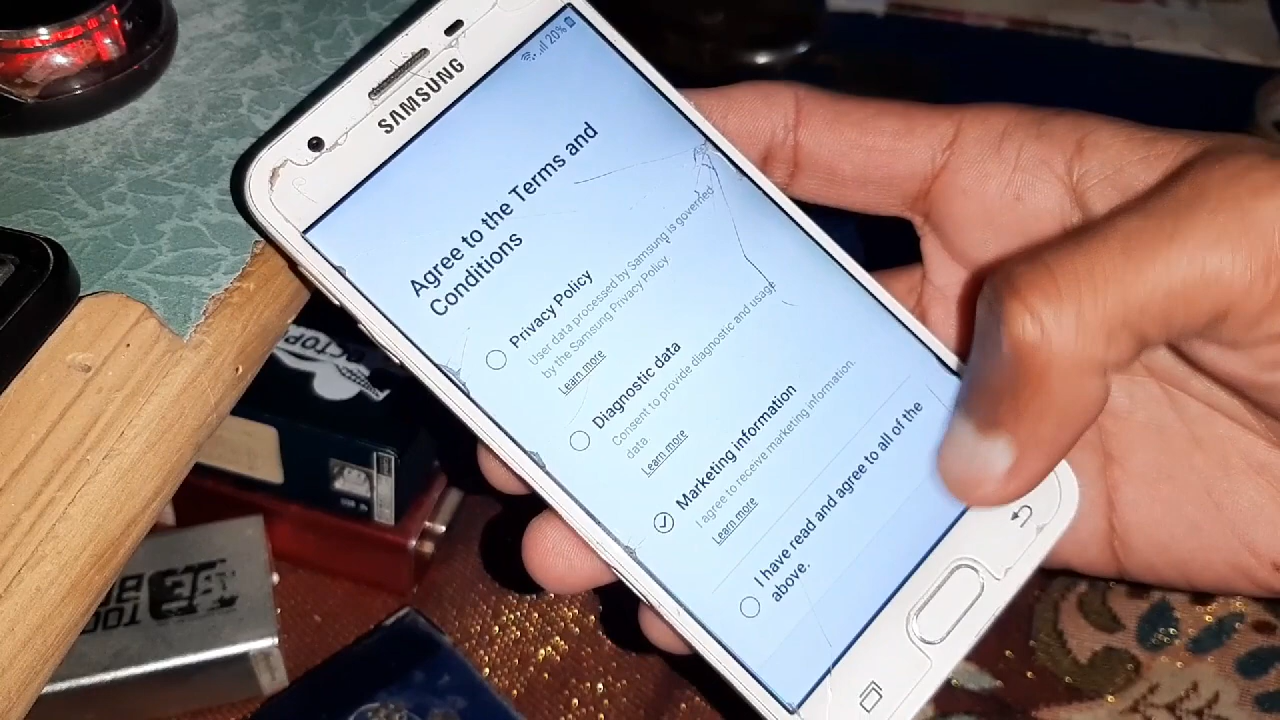 20%
SAMSUNG
Agree to the Terms and
Conditions
Privacy Policy
User data processed by Samsung is governed
by the Samsung Privacy Policy.
Learn more
Diagnostic data
Consent to provide diagnostic and usage
data
Learn more
Marketing information
I agree to receive marketing information.
Learn more
I have read and agree to all of the
above.